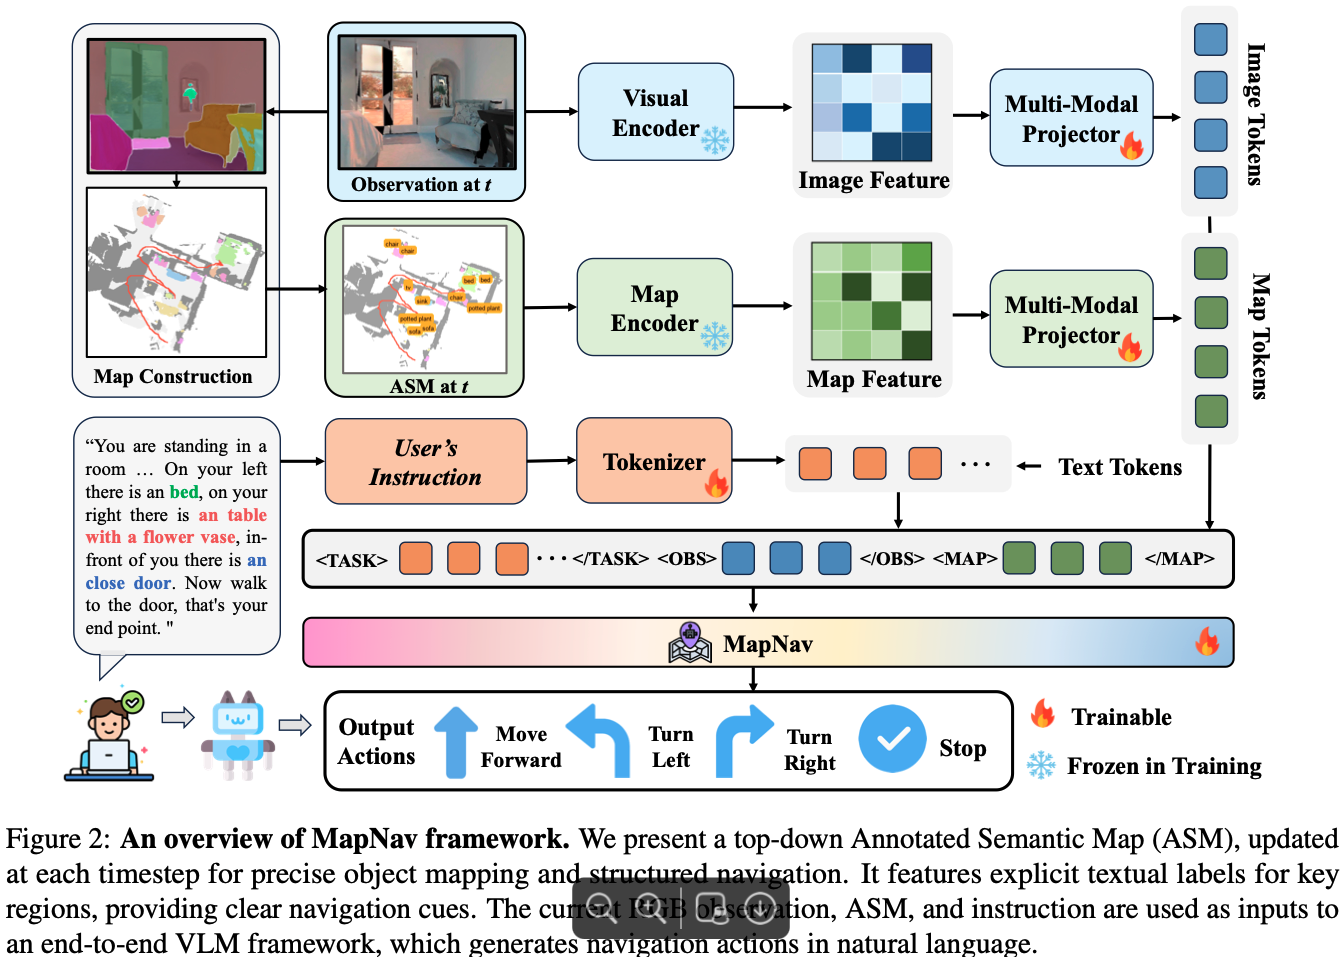 Observation at t
Visual
Encoder
Image Feature
Multi-Modal
Projector
Image Tokens
Map Construction
chair
chair
tv
sink
bed
bed
chair
potted plant
potted plant
sofa
sofa
ASM at t
Map
Encoder
Map Feature
Multi-Modal
Projector
Map Tokens
“You are standing in a
room … On your left
there is an bed, on your
right there is an table
with a flower vase, in-
front of you there is an
close door. Now walk
to the door, that's your
end point. "
User’s
Instruction
Tokenizer
...
Text Tokens
<TASK> ... </TASK> <OBS> </OBS> <MAP> </MAP>
MapNav
Output
Actions
Move
Forward
Turn
Left
Turn
Right
Stop
Trainable
Frozen in Training
Figure 2: An overview of MapNav framework. We present a top-down Annotated Semantic Map (ASM), updated
at each timestep for precise object mapping and structured navigation. It features explicit textual labels for key
regions, providing clear navigation cues. The current RGB observation, ASM, and instruction are used as inputs to
an end-to-end VLM framework, which generates navigation actions in natural language.